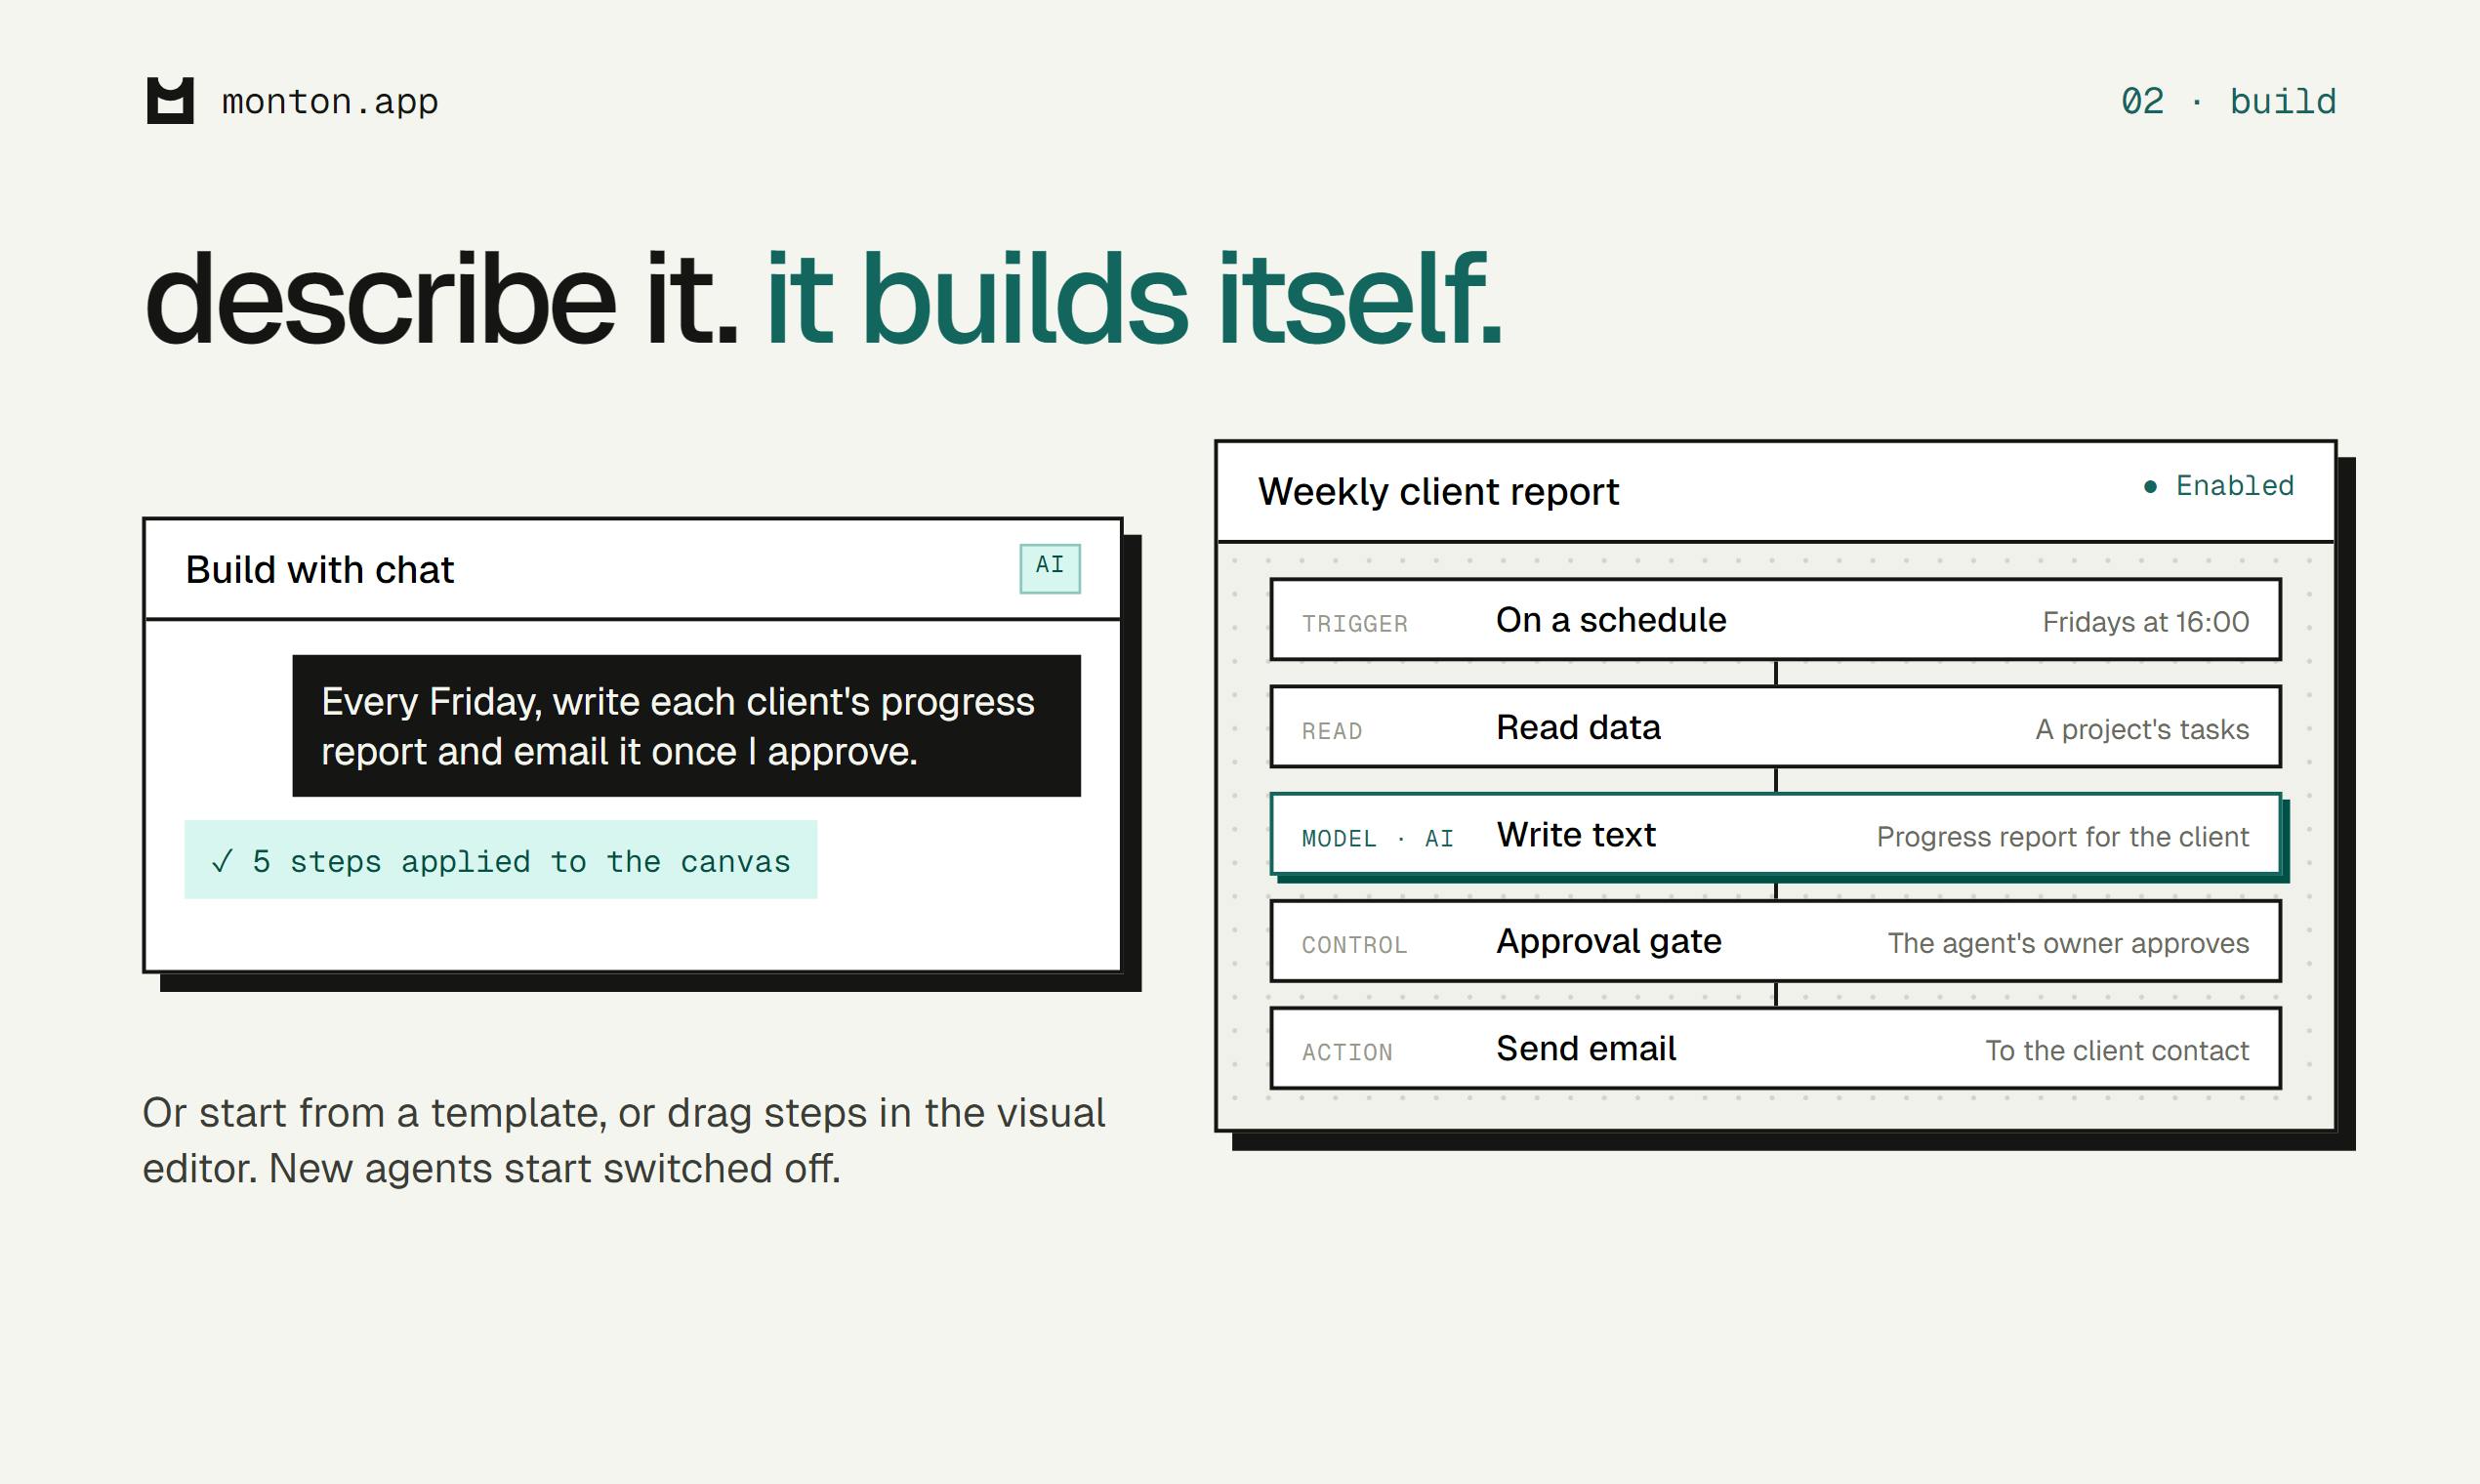 monton.app
02 · build
describe it. it builds itself.
Build with chat
AI
Every Friday, write each client's progress
report and email it once I approve.
✓ 5 steps applied to the canvas
Or start from a template, or drag steps in the visual
editor. New agents start switched off.
Weekly client report
● Enabled
TRIGGER On a schedule Fridays at 16:00
READ Read data A project's tasks
MODEL · AI Write text Progress report for the client
CONTROL Approval gate The agent's owner approves
ACTION Send email To the client contact